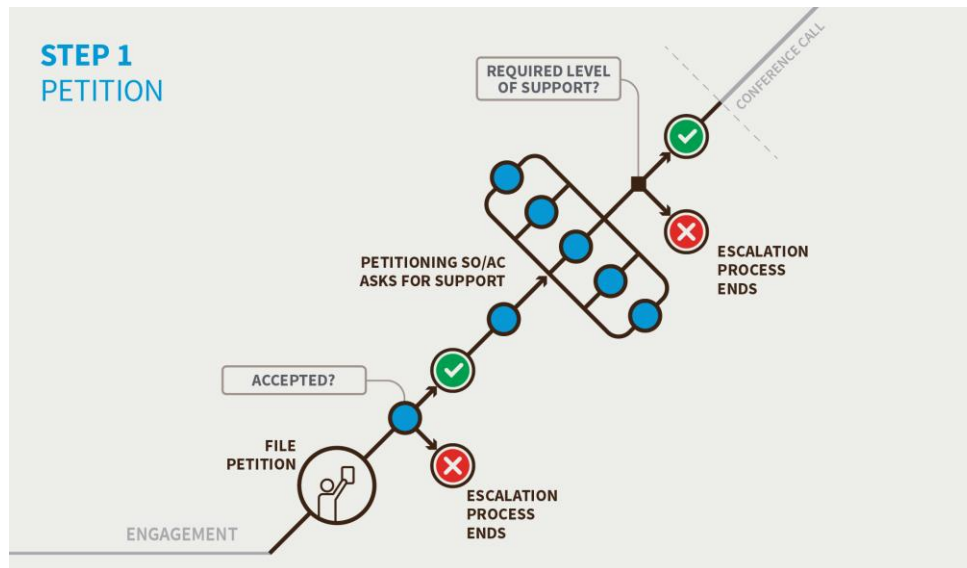 STEP 1
PETITION
REQUIRED LEVEL
OF SUPPORT?
CONFERENCE CALL
PETITIONING SO/AC
ASKS FOR SUPPORT
ESCALATION
PROCESS
ENDS
ACCEPTED?
FILE
PETITION
ESCALATION
PROCESS
ENDS
ENGAGEMENT